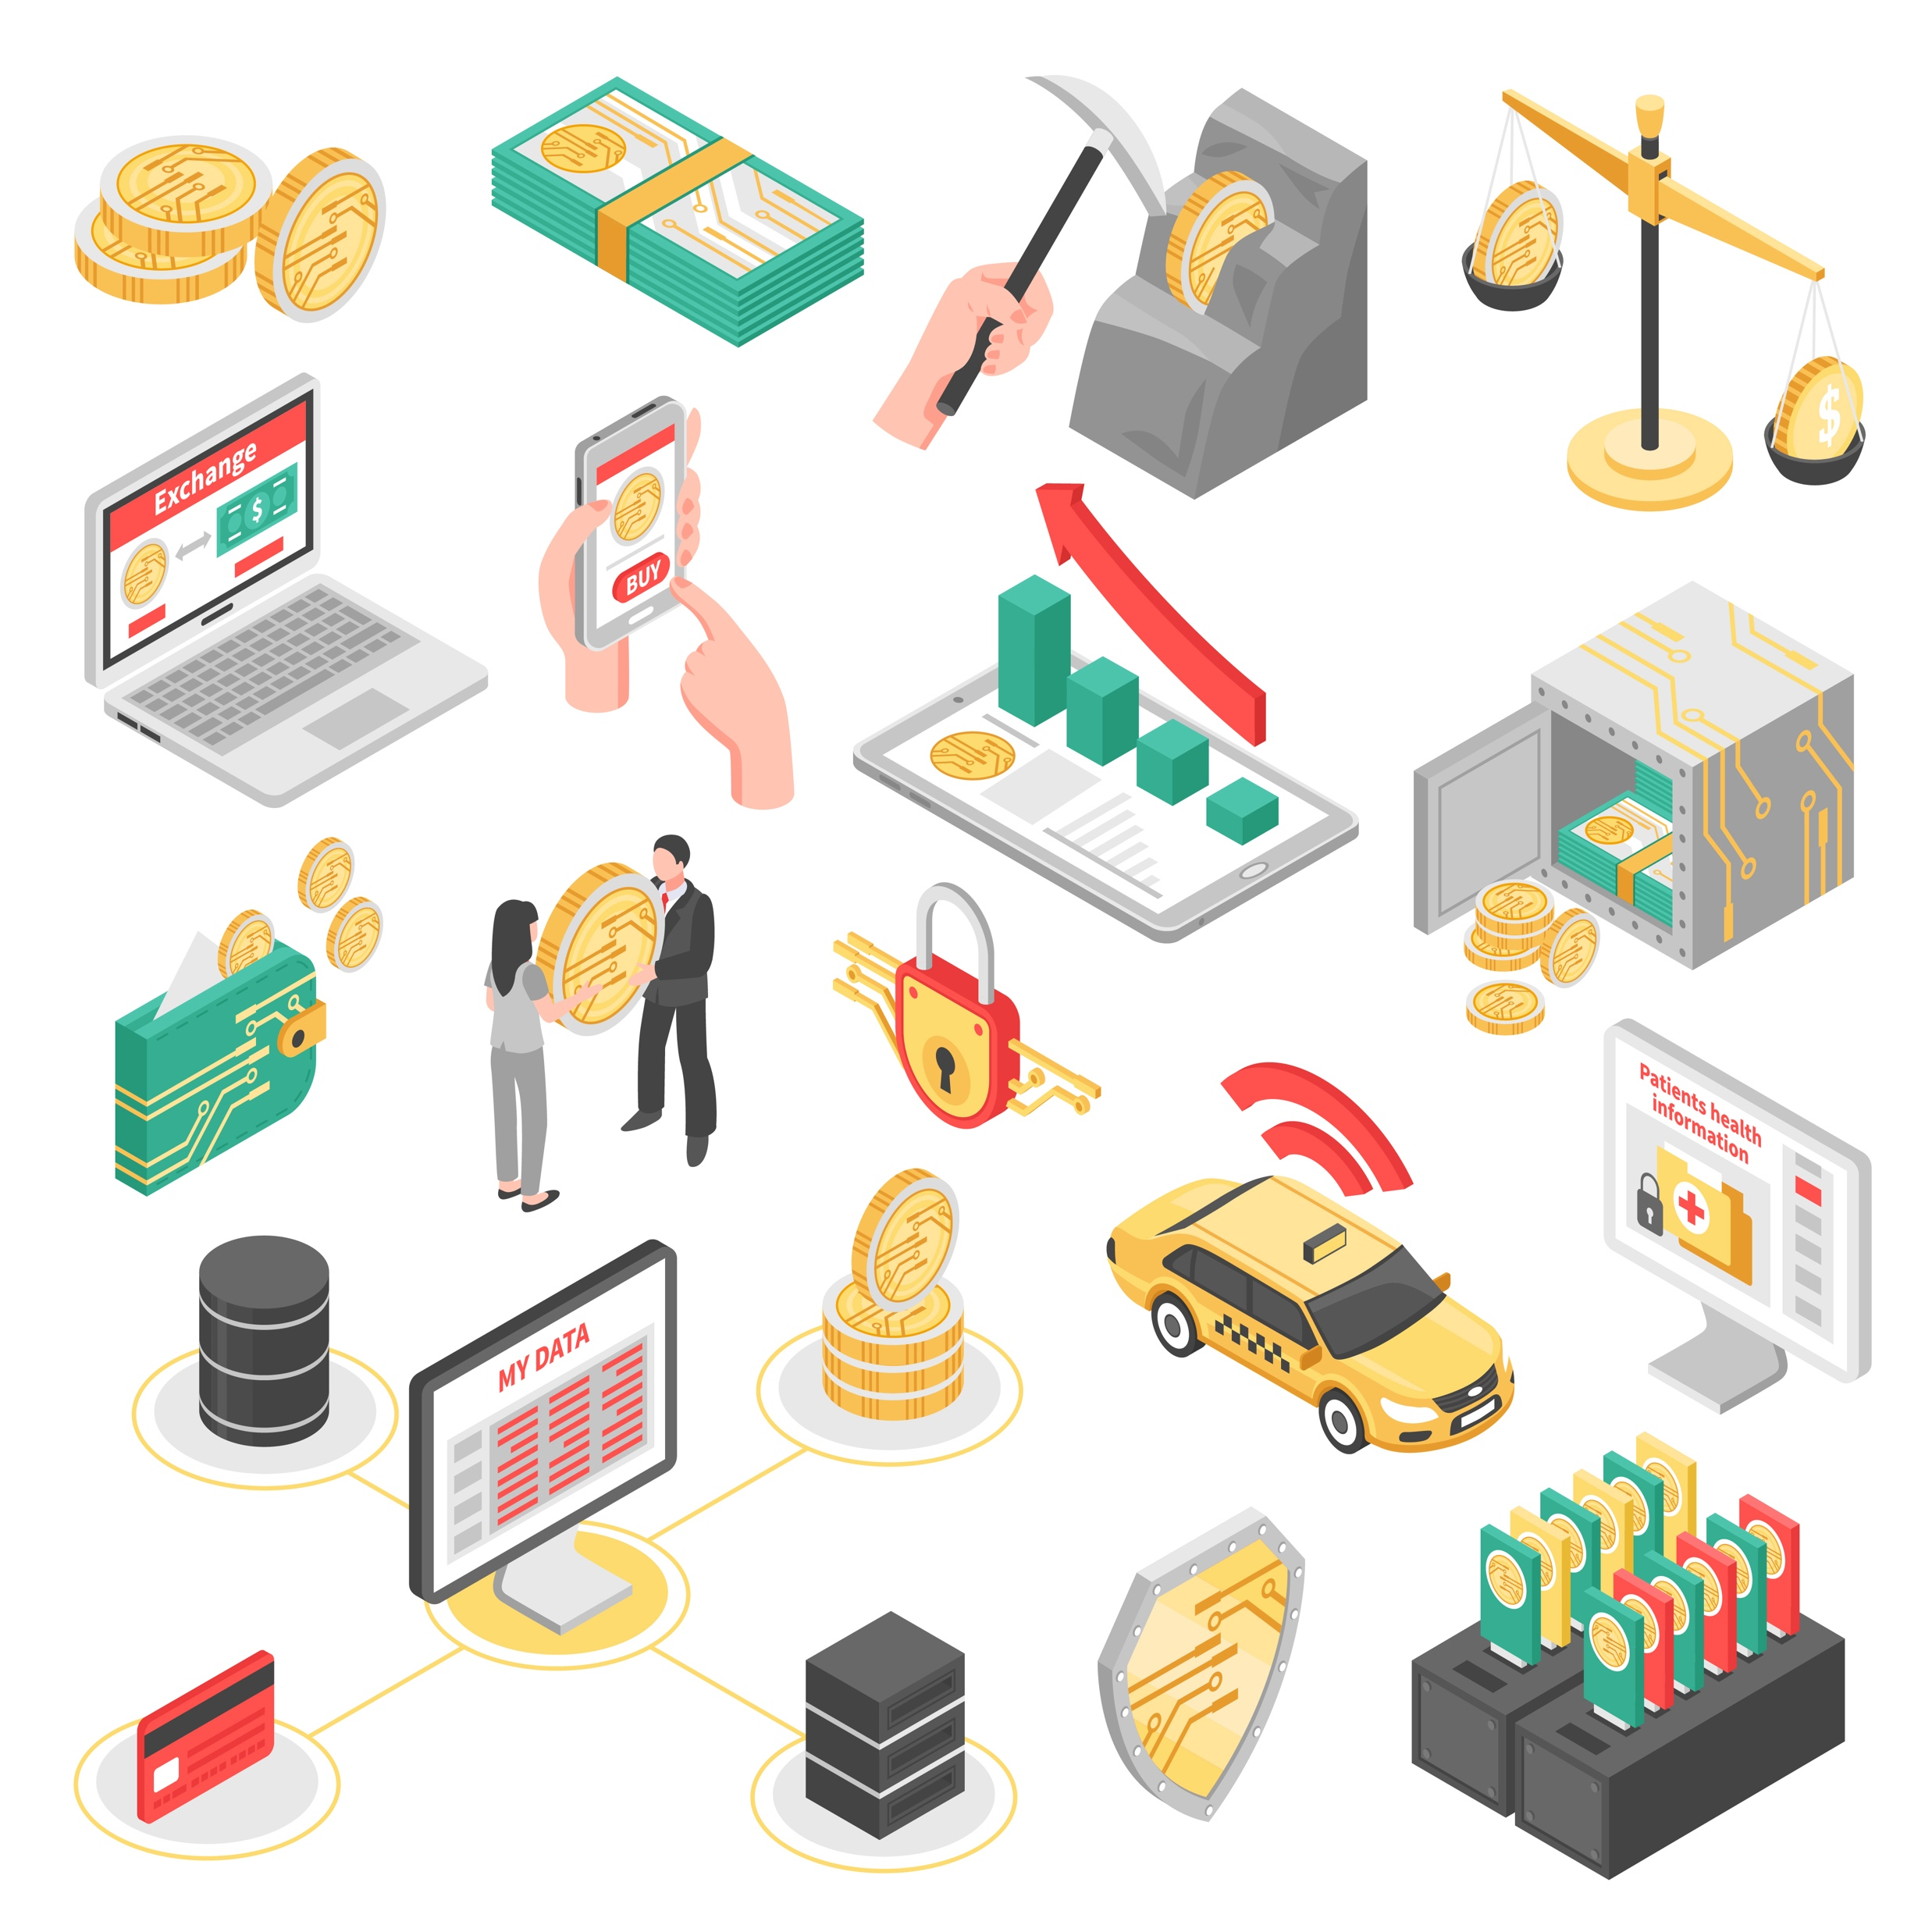 $
Exchange
$
BUY
Patients health
information
MY DATA